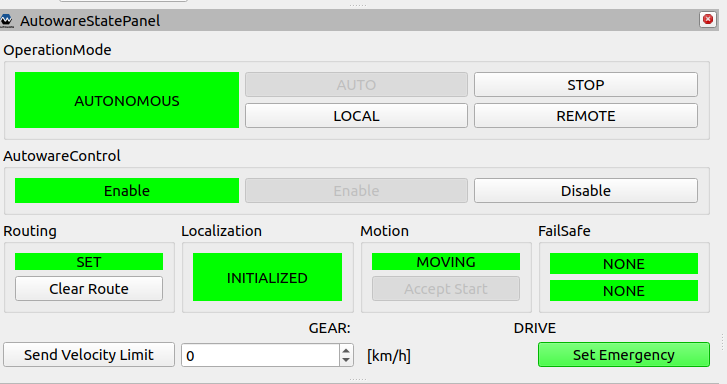 AutowareStatePanel
OperationMode
AUTONOMOUS
AUTO
STOP
LOCAL
REMOTE
AutowareControl
Enable
Enable
Disable
Routing
Localization
Motion
FailSafe
SET
Clear Route
INITIALIZED
MOVING
Accept Start
NONE
NONE
GEAR:
DRIVE
Send Velocity Limit
0
[km/h]
Set Emergency